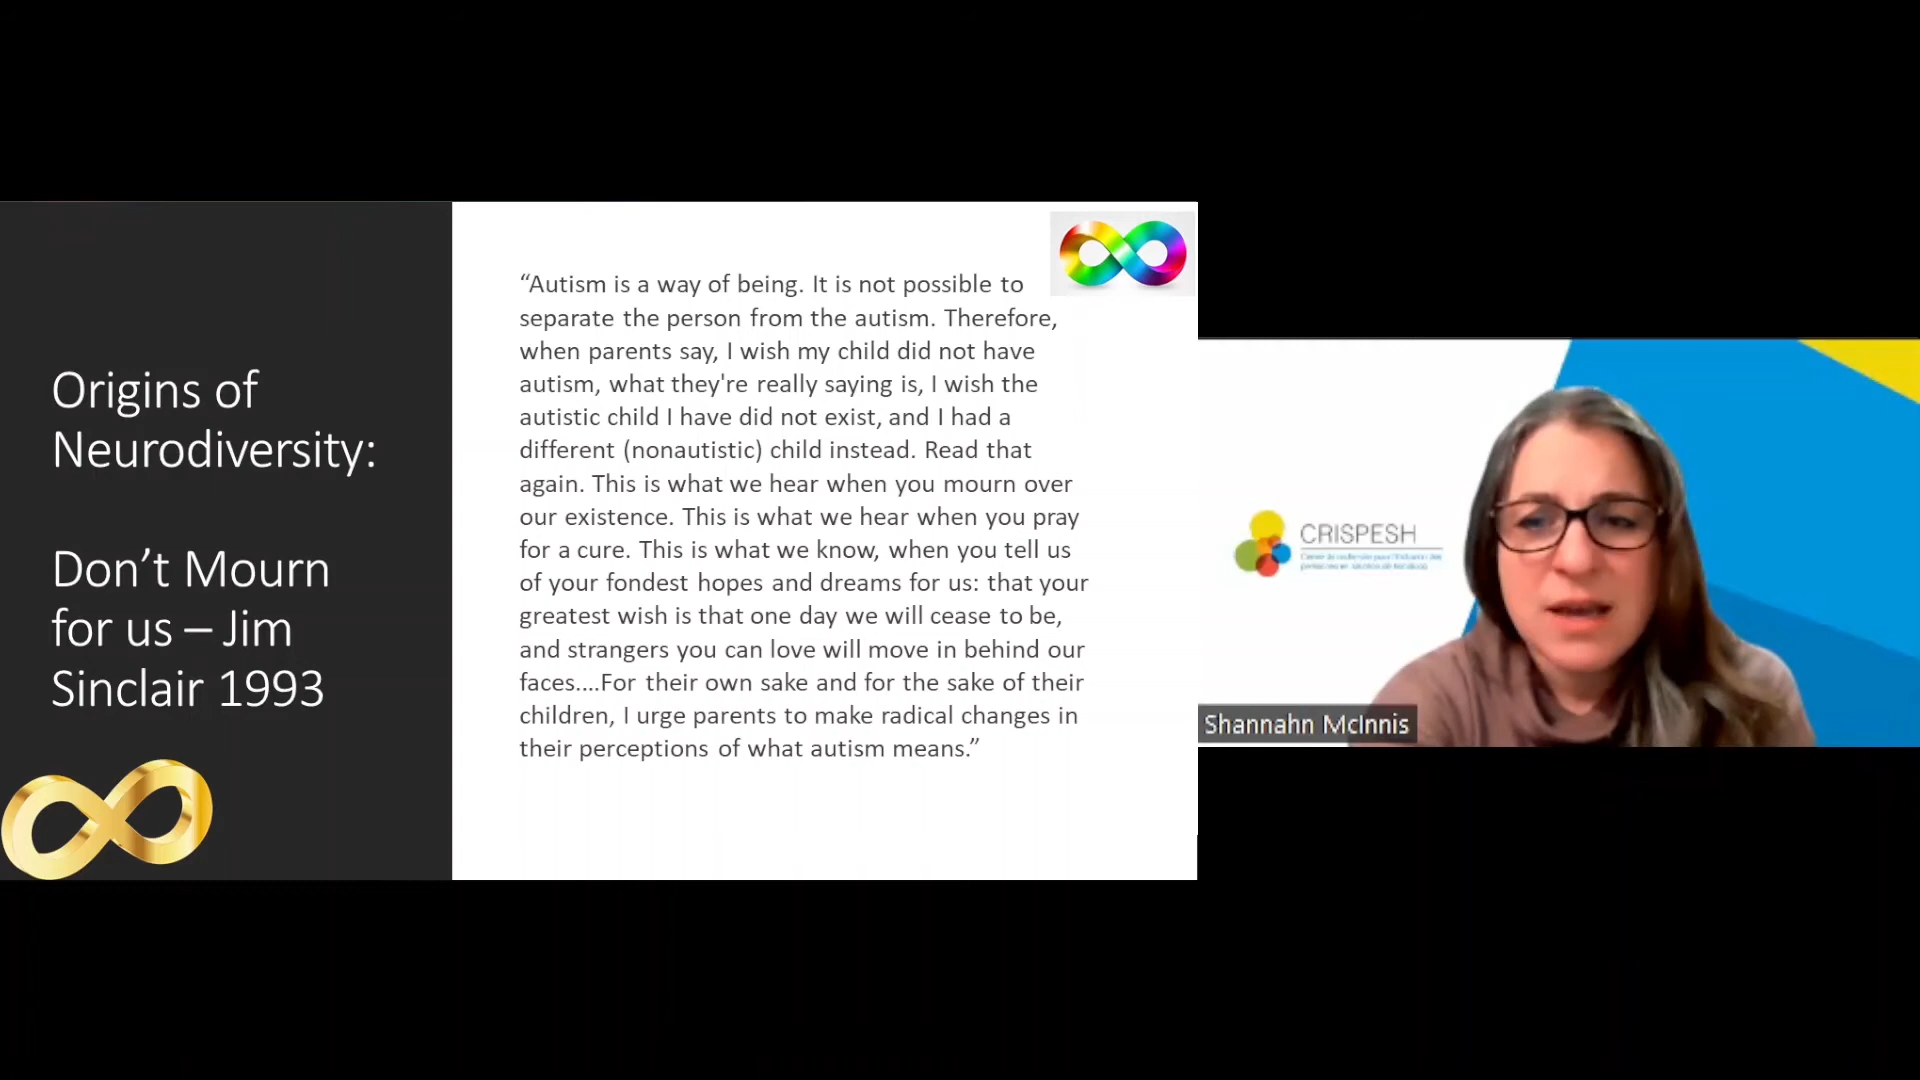 Origins of
Neurodiversity:
Don’t Mourn
for us – Jim
Sinclair 1993
“Autism is a way of being. It is not possible to
separate the person from the autism. Therefore,
when parents say, I wish my child did not have
autism, what they're really saying is, I wish the
autistic child I have did not exist, and I had a
different (nonautistic) child instead. Read that
again. This is what we hear when you mourn over
our existence. This is what we hear when you pray
for a cure. This is what we know, when you tell us
of your fondest hopes and dreams for us: that your
greatest wish is that one day we will cease to be,
and strangers you can love will move in behind our
faces....For their own sake and for the sake of their
children, I urge parents to make radical changes in
their perceptions of what autism means.”
CRISPESH
Centre de recherche pour l'inclusion des
Shannahn McInnis